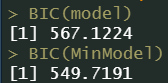 > BIC(model)
[1] 567.1224
> BIC(MinModel)
[1] 549.7191